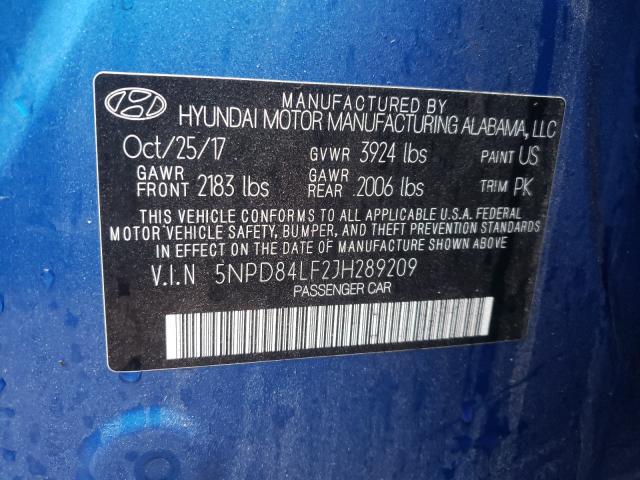 MANUFACTURED BY
HYUNDAI MOTOR MANUFACTURING ALABAMA, LLC
Oct/25/17 GVWR 3924 lbs PAINT US
GAWR FRONT 2183 lbs GAWR REAR 2006 lbs TRIM PK
THIS VEHICLE CONFORMS TO ALL APPLICABLE U.S.A. FEDERAL
MOTOR VEHICLE SAFETY, BUMPER, AND THEFT PREVENTION STANDARDS
IN EFFECT ON THE DATE OF MANUFACTURE SHOWN ABOVE
V.I.N 5NPD84LF2JH289209
PASSENGER CAR